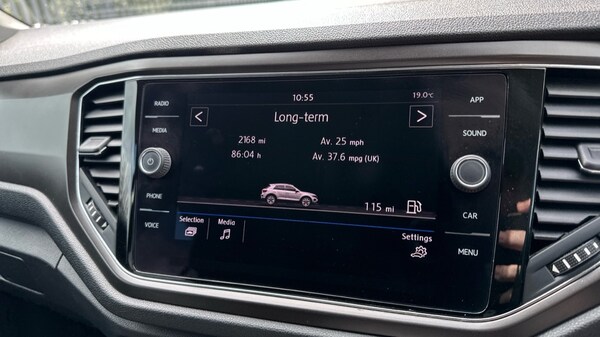 RADIO
MEDIA
PHONE
VOICE
10:55
19.0°C
< Long-term >
2168 mi Av. 25 mph
86:04 h Av. 37.6 mpg (UK)
115 mi
Selection Media
Settings
APP
SOUND
CAR
MENU